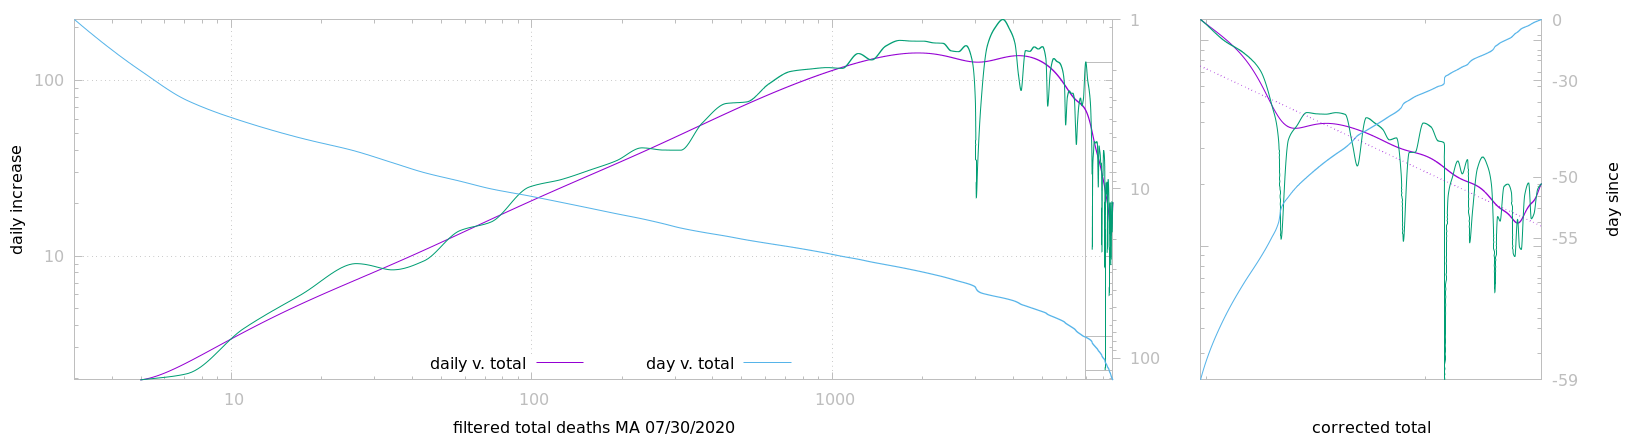 1
0
100
-30
10
-50
10
-55
daily increase
day since
daily v. total
day v. total
100
-59
10
100
1000
filtered total deaths MA 07/30/2020
corrected total